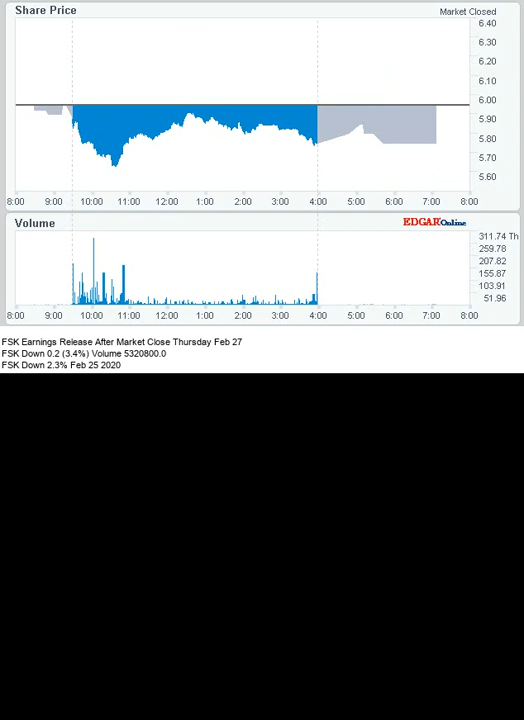 Share Price
Market Closed
6.40
6.30
6.20
6.10
6.00
5.90
5.80
5.70
5.60
8:00 9:00 10:00 11:00 12:00 1:00 2:00 3:00 4:00 5:00 6:00 7:00 8:00
Volume
EDGAROnline
311.74 Th
259.78
207.82
155.87
103.91
51.96
8:00 9:00 10:00 11:00 12:00 1:00 2:00 3:00 4:00 5:00 6:00 7:00 8:00
FSK Earnings Release After Market Close Thursday Feb 27
FSK Down 0.2 (3.4%) Volume 5320800.0
FSK Down 2.3% Feb 25 2020